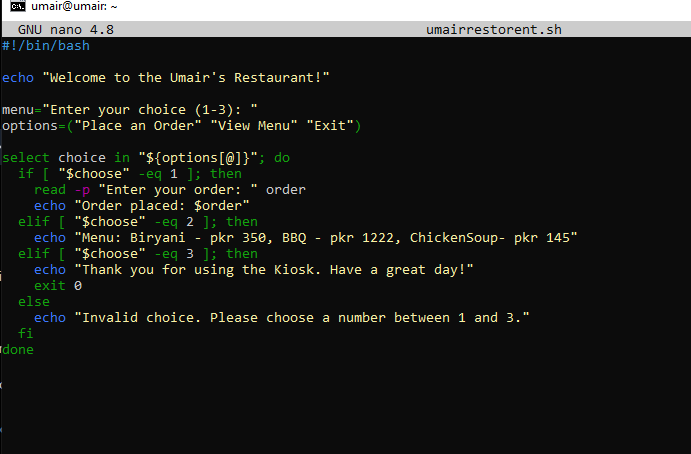 umair@umair: ~
GNU nano 4.8 umairrestorent.sh
#!/bin/bash
echo "Welcome to the Umair's Restaurant!"
menu="Enter your choice (1-3): "
options=("Place an Order" "View Menu" "Exit")
select choice in "${options[@]}"; do
  if [ "$choose" -eq 1 ]; then
    read -p "Enter your order: " order
    echo "Order placed: $order"
  elif [ "$choose" -eq 2 ]; then
    echo "Menu: Biryani - pkr 350, BBQ - pkr 1222, ChickenSoup- pkr 145"
  elif [ "$choose" -eq 3 ]; then
    echo "Thank you for using the Kiosk. Have a great day!"
    exit 0
  else
    echo "Invalid choice. Please choose a number between 1 and 3."
  fi
done